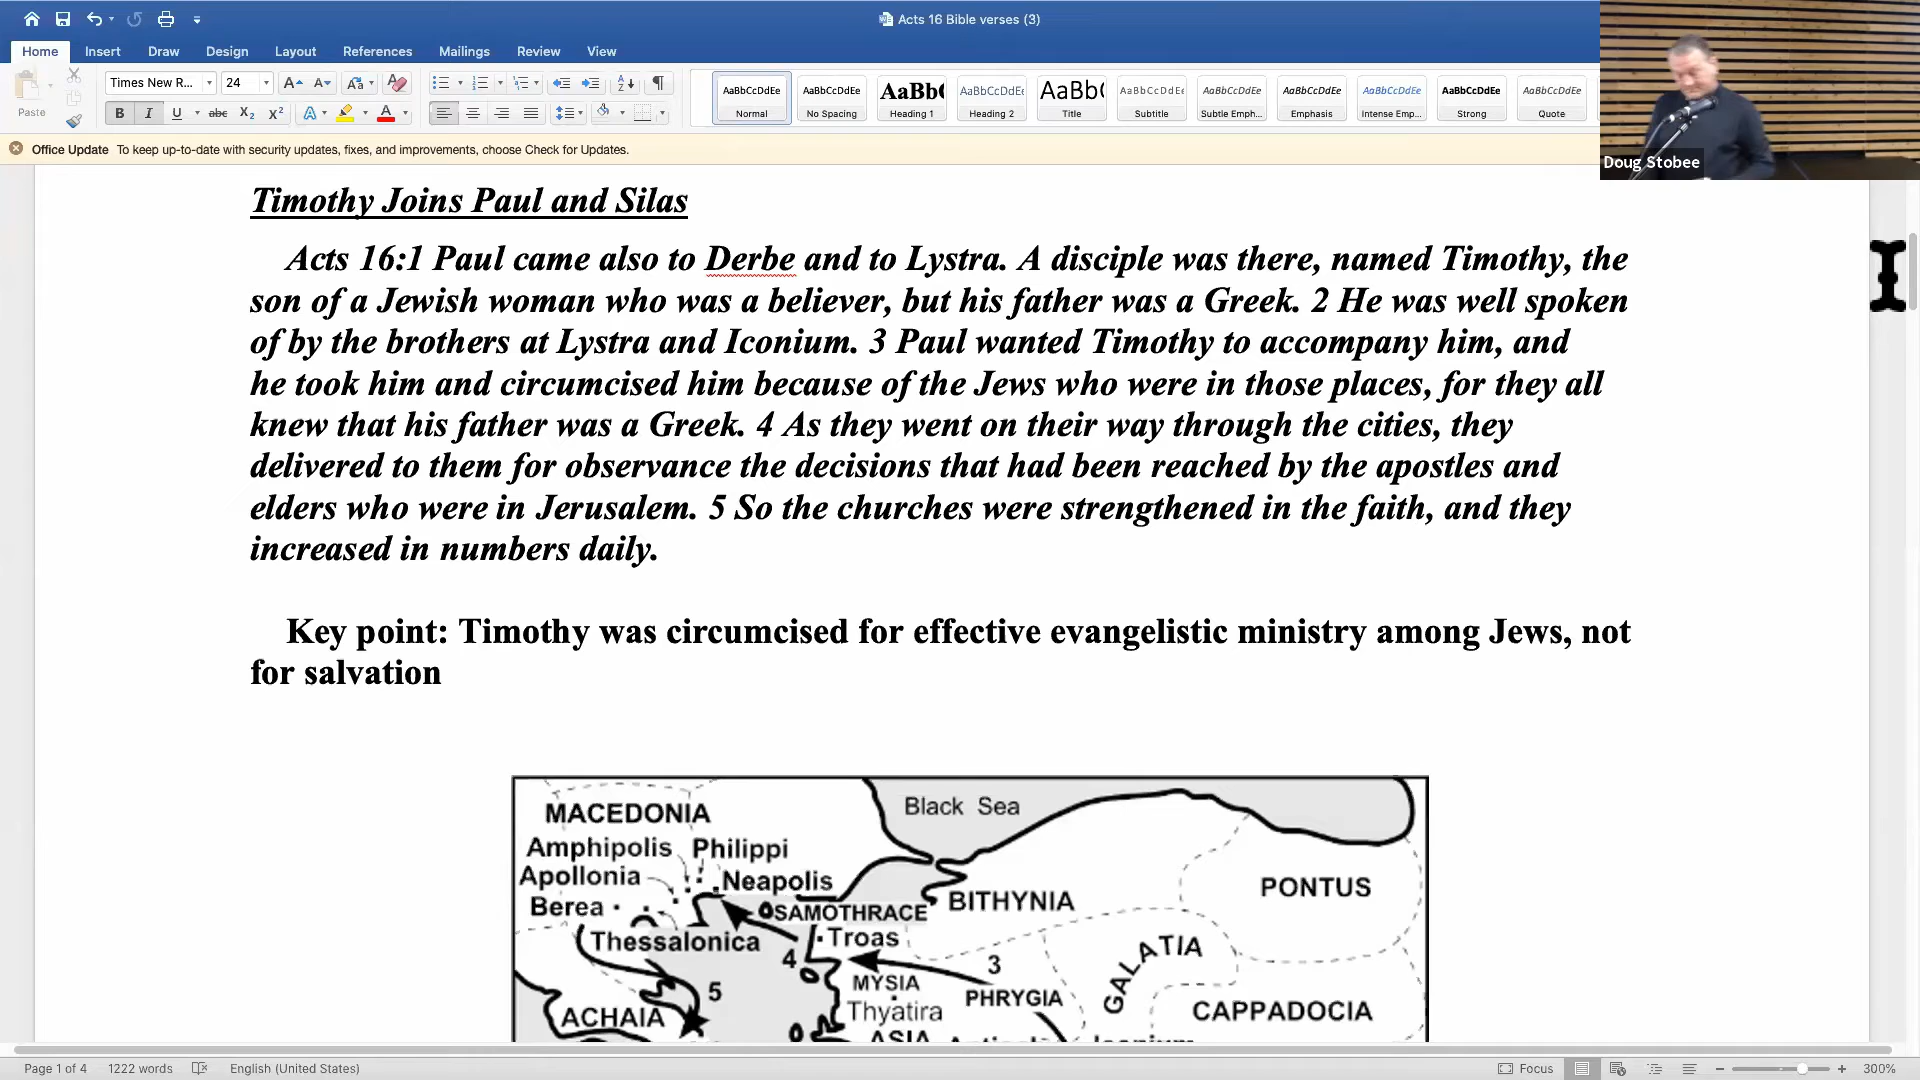 Acts 16 Bible verses (3)
Home Insert Draw Design Layout References Mailings Review View
Paste
Times New R... 24
AaBbCcDdEe AaBbCcDdEe AaBbC AaBbCcDdE AaBb( AaBbCcDdE AaBbCcDdEe AaBbCcDdEe AaBbCcDdEe AaBbCcDdEe AaBbCcDdEe
Normal No Spacing Heading 1 Heading 2 Title Subtitle Subtle Emph... Emphasis Intense Emp... Strong Quote
Office Update To keep up-to-date with security updates, fixes, and improvements, choose Check for Updates.
Doug Stobee
Timothy Joins Paul and Silas
Acts 16:1 Paul came also to Derbe and to Lystra. A disciple was there, named Timothy, the
son of a Jewish woman who was a believer, but his father was a Greek. 2 He was well spoken
of by the brothers at Lystra and Iconium. 3 Paul wanted Timothy to accompany him, and
he took him and circumcised him because of the Jews who were in those places, for they all
knew that his father was a Greek. 4 As they went on their way through the cities, they
delivered to them for observance the decisions that had been reached by the apostles and
elders who were in Jerusalem. 5 So the churches were strengthened in the faith, and they
increased in numbers daily.
Key point: Timothy was circumcised for effective evangelistic ministry among Jews, not
for salvation
Black Sea
MACEDONIA
Amphipolis Philippi
Apollonia Neapolis
Berea SAMOTHRACE BITHYNIA PONTUS
Thessalonica Troas
4 3 GALATIA
5 MYSIA PHRYGIA
ACHAIA Thyatira CAPPADOCIA
ASIA
Page 1 of 4 1222 words English (United States) Focus 300%